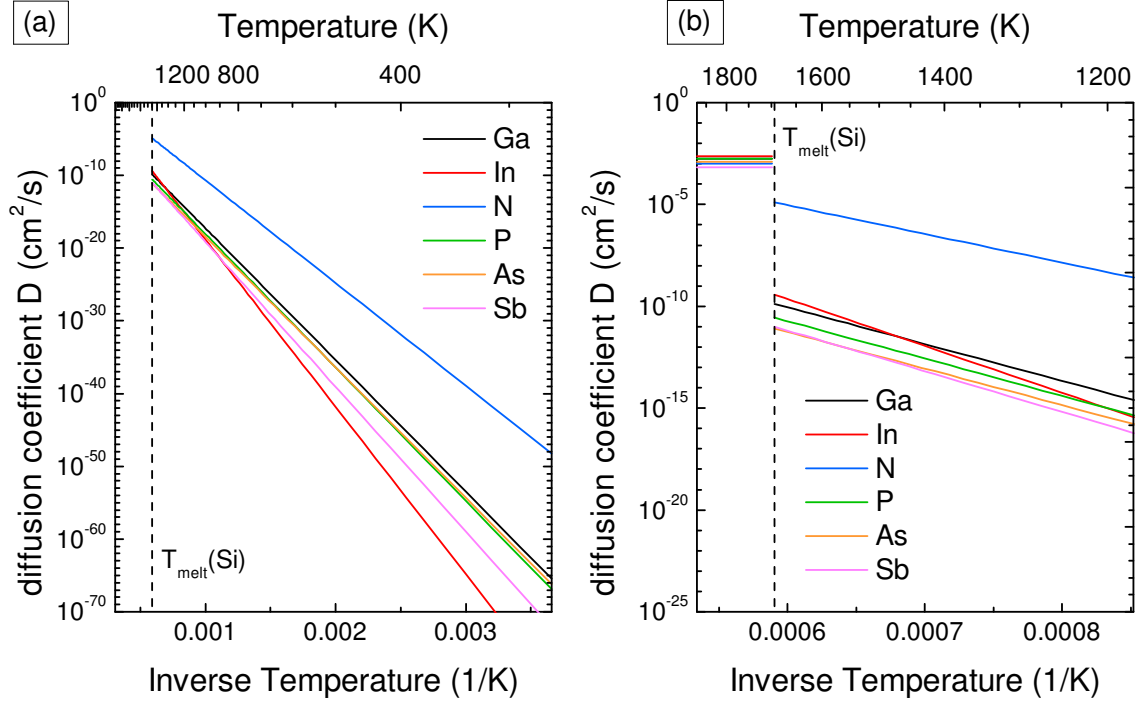 (a)
Temperature (K)
1200 800 400
10^0
10^-10
10^-20
10^-30
10^-40
10^-50
10^-60
10^-70
diffusion coefficient D (cm^2/s)
Ga
In
N
P
As
Sb
T_melt(Si)
0.001 0.002 0.003
Inverse Temperature (1/K)
(b)
Temperature (K)
1800 1600 1400 1200
10^0
10^-5
10^-10
10^-15
10^-20
10^-25
diffusion coefficient D (cm^2/s)
T_melt(Si)
Ga
In
N
P
As
Sb
0.0006 0.0007 0.0008
Inverse Temperature (1/K)